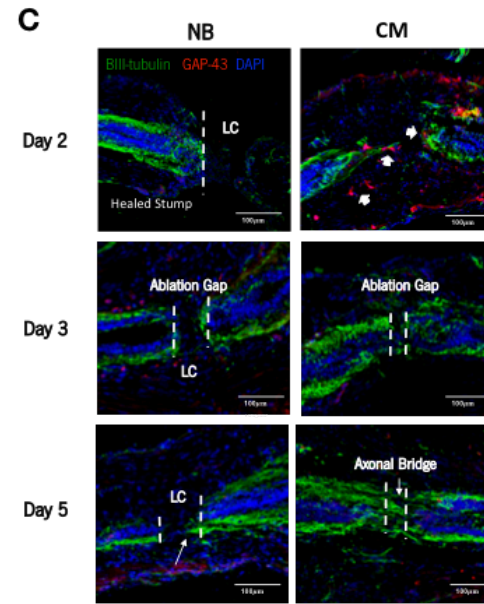 C
NB CM
BIII-tubulin GAP-43 DAPI
Day 2
LC
Healed Stump
100µm 100µm
Day 3
Ablation Gap Ablation Gap
LC
100µm 100µm
Day 5
LC Axonal Bridge
100µm 100µm